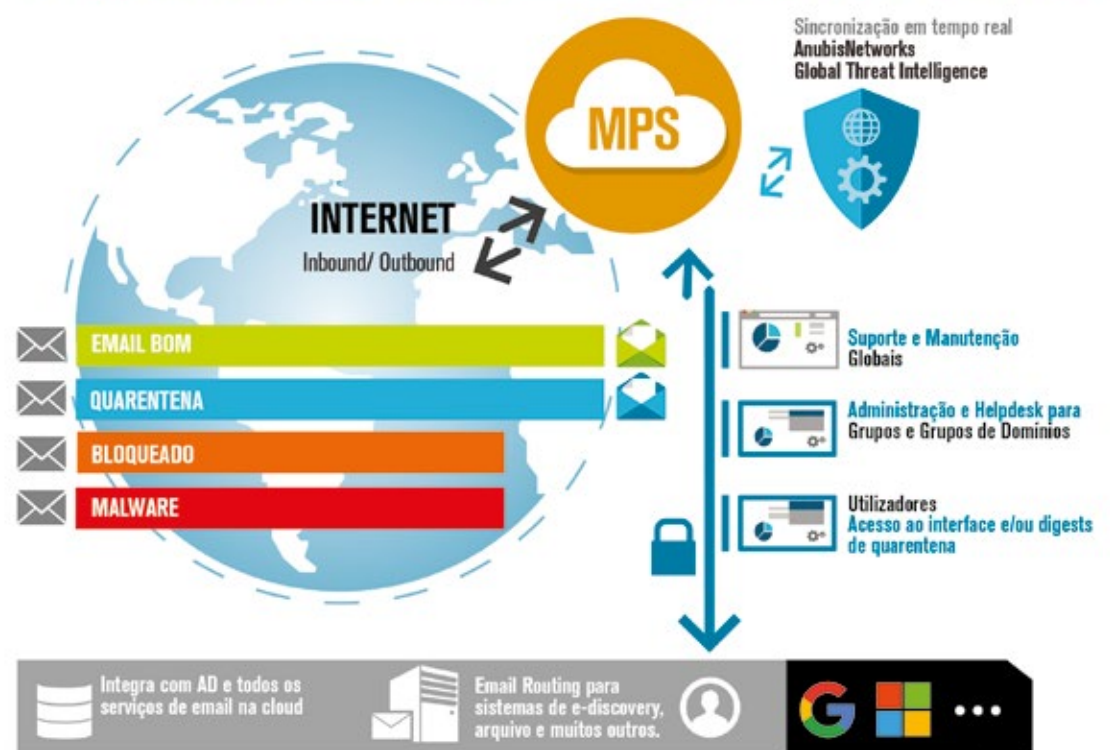 Sincronização em tempo real
AnubisNetworks
Global Threat Intelligence
MPS
INTERNET
Inbound/ Outbound
EMAIL BOM
QUARENTENA
BLOQUEADO
MALWARE
Suporte e Manutenção
Globais
Administração e Helpdesk para
Grupos e Grupos de Domínios
Utilizadores
Acesso ao interface e/ou digests
de quarentena
Integra com AD e todos os
serviços de email na cloud
Email Routing para
sistemas de e-discovery,
arquivo e muitos outros.
G